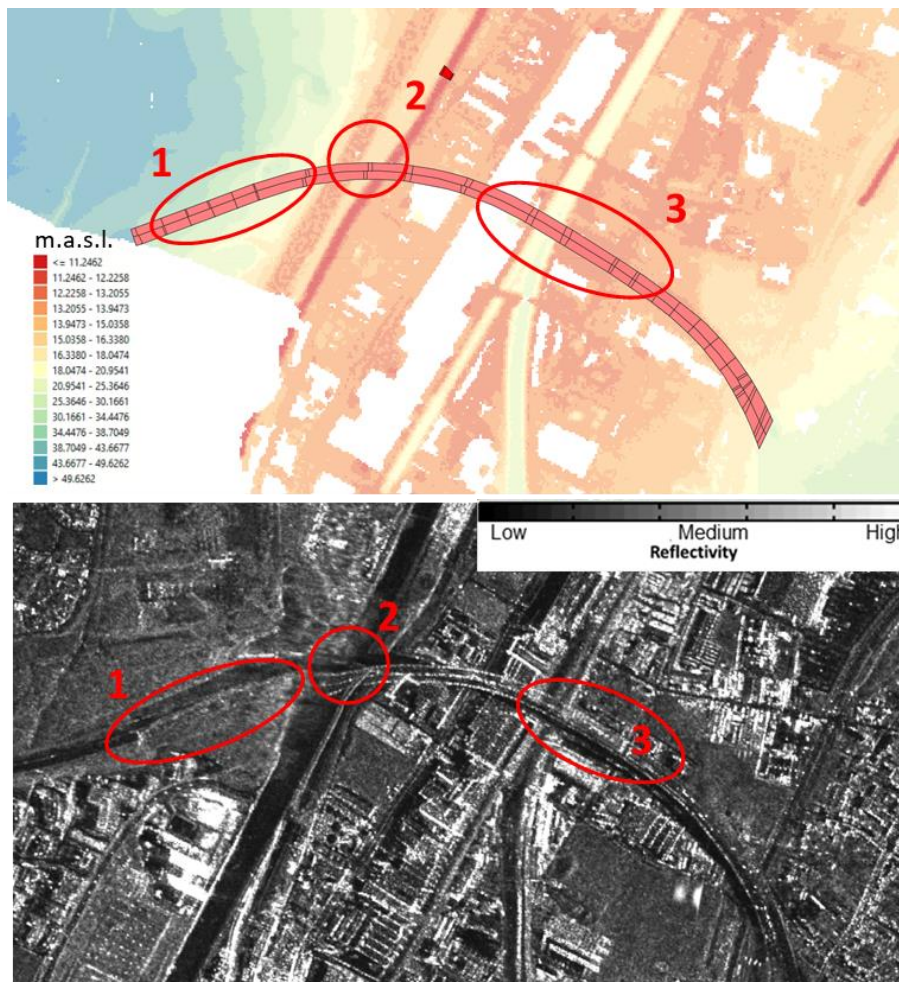 2
1
3
m.a.s.l.
<= 11.2462
11.2462 - 12.2258
12.2258 - 13.2055
13.2055 - 13.9473
13.9473 - 15.0358
15.0358 - 16.3380
16.3380 - 18.0474
18.0474 - 20.9541
20.9541 - 25.3646
25.3646 - 30.1661
30.1661 - 34.4476
34.4476 - 38.7049
38.7049 - 43.6677
43.6677 - 49.6262
> 49.6262
Low Medium High
Reflectivity
2
1
3